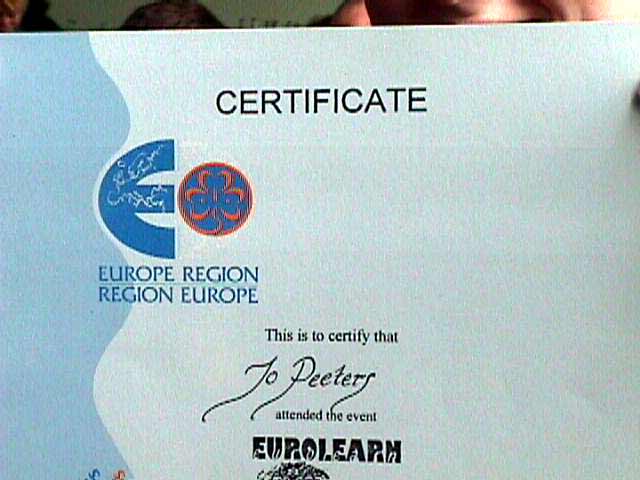 CERTIFICATE
EUROPE REGION
REGION EUROPE
This is to certify that
Jo Peeters
attended the event
EUROLEARN